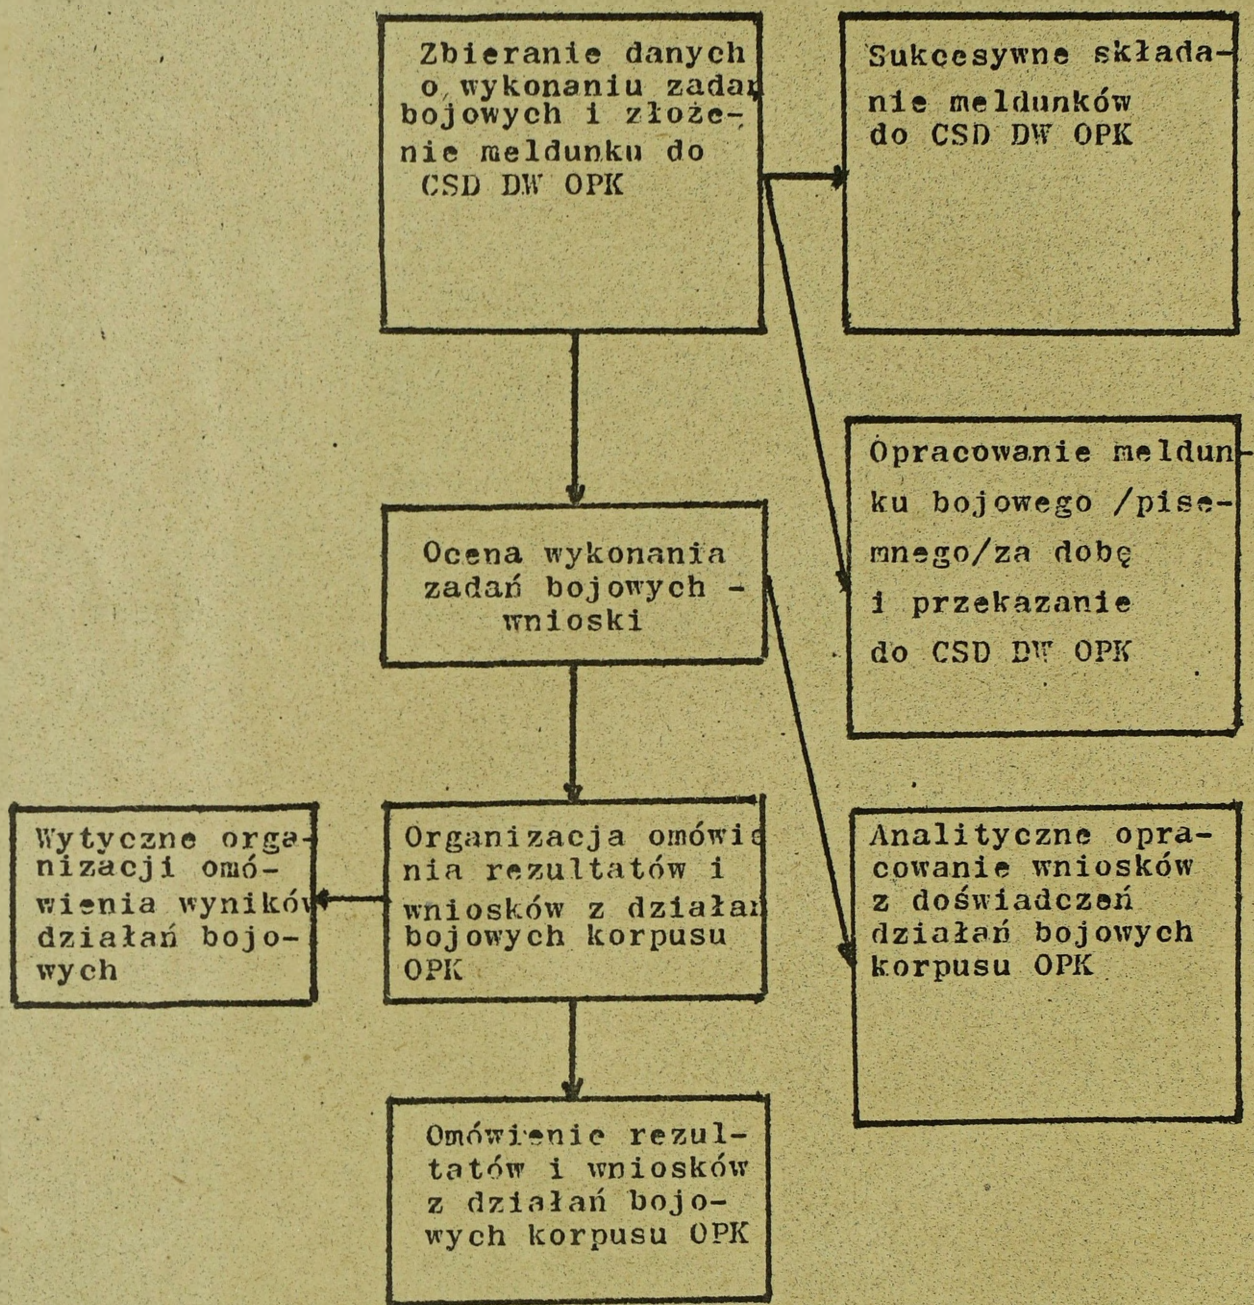 Zbieranie danych
o wykonaniu zadań
bojowych i złoże-
nie meldunku do
CSD DW OPK
Sukcesywne składa-
nie meldunków
do CSD DW OPK
Opracowanie meldun-
ku bojowego /pise-
mnego/za dobę
i przekazanie
do CSD DW OPK
Ocena wykonania
zadań bojowych -
wnioski
Wytyczne orga-
nizacji omó-
wienia wyników
działań bojo-
wych
Organizacja omówie
nia rezultatów i
wniosków z działań
bojowych korpusu
OPK
Analityczne opra-
cowanie wniosków
z doświadczeń
działań bojowych
korpusu OPK
Omówienie rezul-
tatów i wniosków
z działań bojo-
wych korpusu OPK